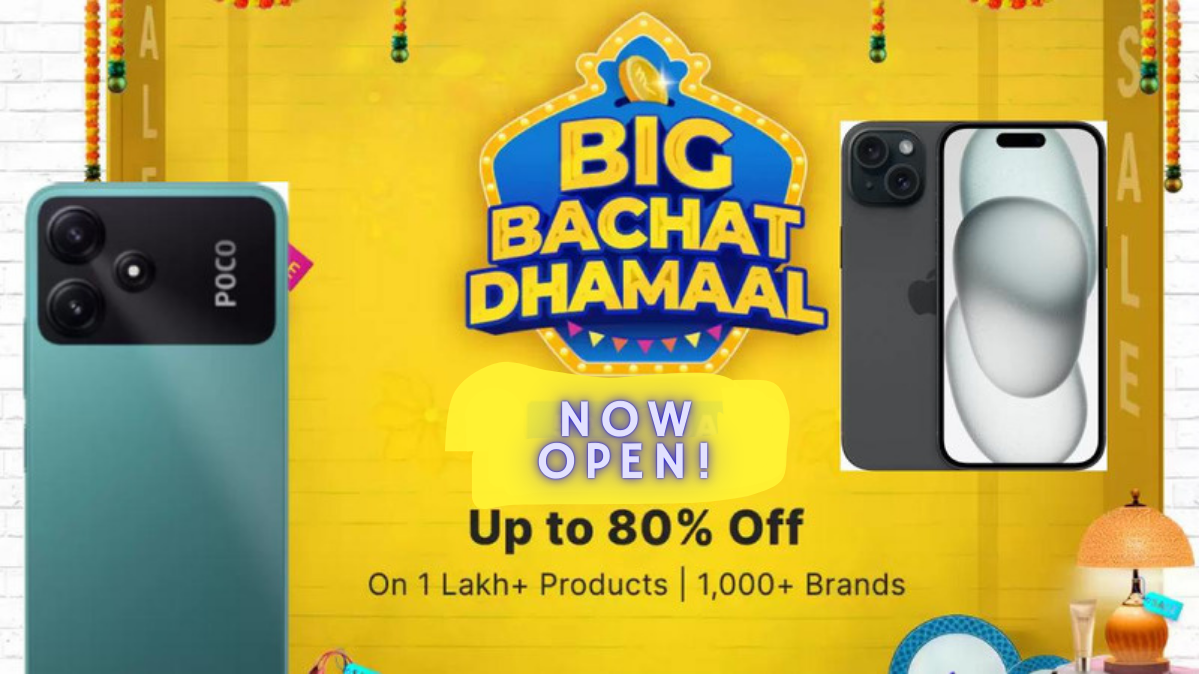 SALE
SALE
BIG
BACHAT
DHAMAAL
POCO
NOW
OPEN!
Up to 80% Off
On 1 Lakh+ Products | 1,000+ Brands